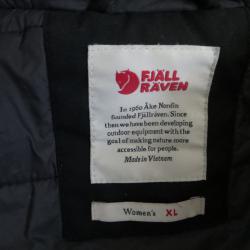 FJÄLL
RÄVEN
In 1960 Åke Nordin
founded Fjällräven. Since
then we have been developing
outdoor equipment with the
goal of making nature more
accessible for people.
Made in Vietnam
Women's XL